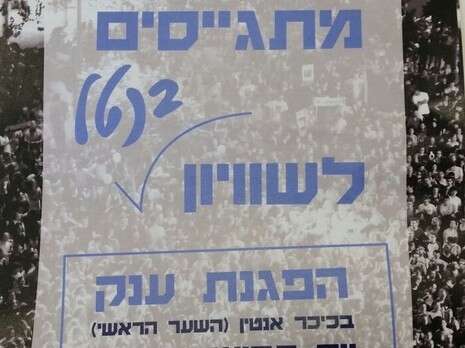 מתגייסים
לשוויון
הפגנת ענק
בכיכר אנטין (השער הראשי)